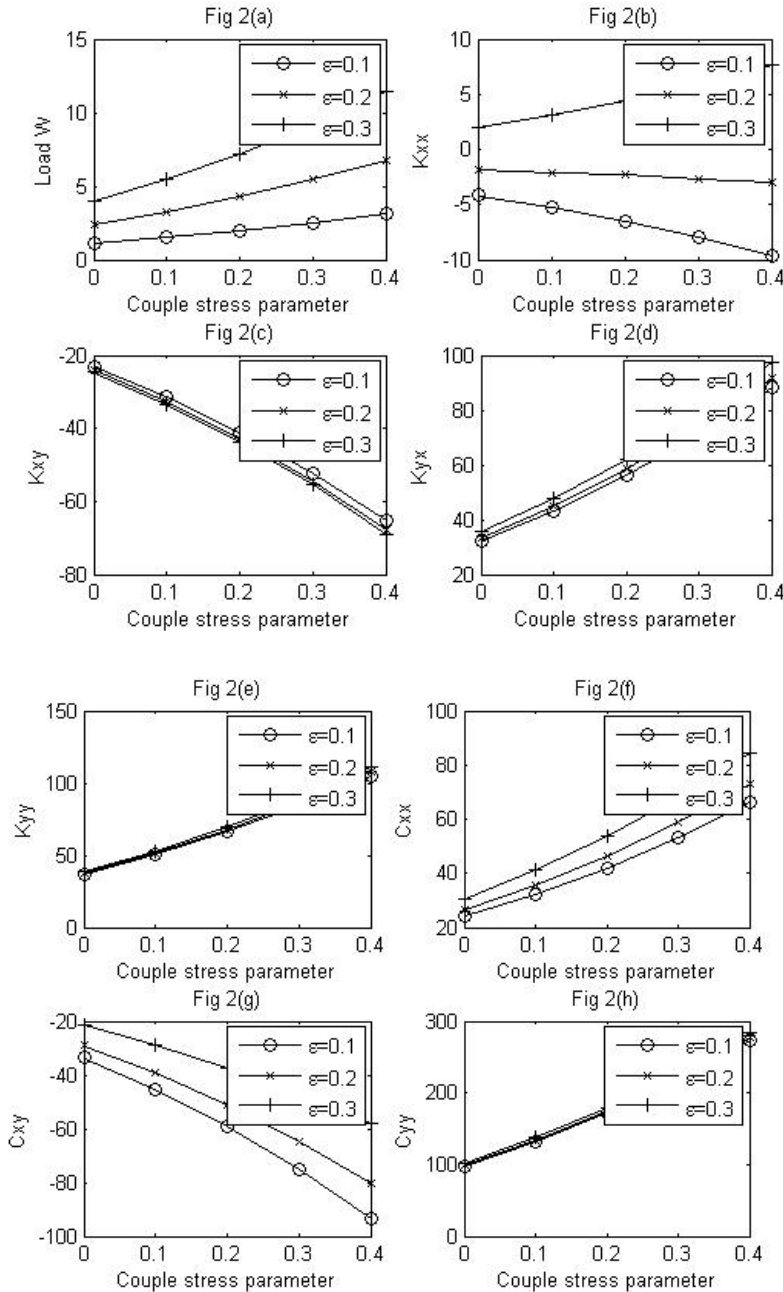 Fig 2(a)
Load W
15
10
5
0
0 0.1 0.2 0.3 0.4
Couple stress parameter
ε=0.1
ε=0.2
ε=0.3
Fig 2(b)
Kxx
10
5
0
-5
-10
0 0.1 0.2 0.3 0.4
Couple stress parameter
ε=0.1
ε=0.2
ε=0.3
Fig 2(c)
Kxy
-20
-40
-60
-80
0 0.1 0.2 0.3 0.4
Couple stress parameter
ε=0.1
ε=0.2
ε=0.3
Fig 2(d)
Kyx
100
80
60
40
20
0 0.1 0.2 0.3 0.4
Couple stress parameter
ε=0.1
ε=0.2
ε=0.3
Fig 2(e)
Kyy
150
100
50
0
0 0.1 0.2 0.3 0.4
Couple stress parameter
ε=0.1
ε=0.2
ε=0.3
Fig 2(f)
Cxx
100
80
60
40
20
0 0.1 0.2 0.3 0.4
Couple stress parameter
ε=0.1
ε=0.2
ε=0.3
Fig 2(g)
Cxy
-20
-40
-60
-80
-100
0 0.1 0.2 0.3 0.4
Couple stress parameter
ε=0.1
ε=0.2
ε=0.3
Fig 2(h)
Cyy
300
200
100
0
0 0.1 0.2 0.3 0.4
Couple stress parameter
ε=0.1
ε=0.2
ε=0.3